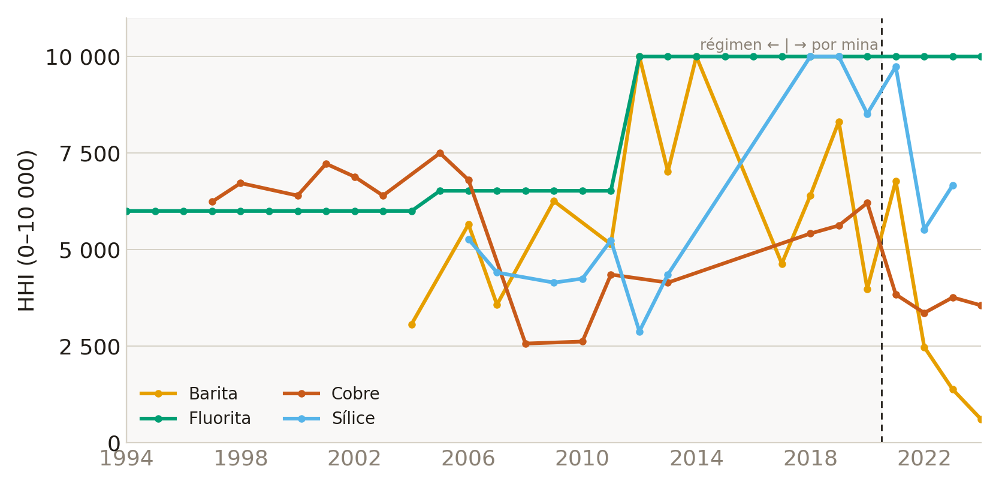 régimen ← | → por mina
10 000
7 500
5 000
2 500
0
HHI (0–10 000)
Barita
Cobre
Fluorita
Sílice
1994 1998 2002 2006 2010 2014 2018 2022